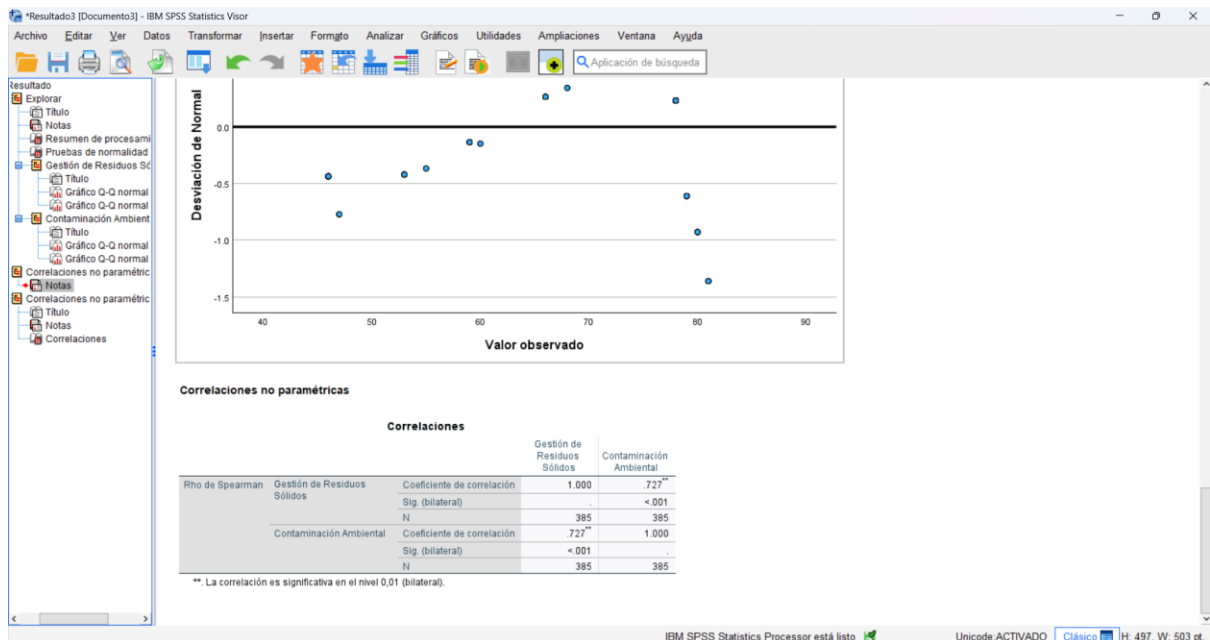 *Resultado3 [Documento3] - IBM SPSS Statistics Visor
Archivo Editar Ver Datos Transformar Insertar Formato Analizar Gráficos Utilidades Ampliaciones Ventana Ayuda
Aplicación de búsqueda
Resultado
Explorar
Título
Notas
Resumen de procesami
Pruebas de normalidad
Gestión de Residuos Só
Título
Gráfico Q-Q normal
Gráfico Q-Q normal
Contaminación Ambient
Título
Gráfico Q-Q normal
Gráfico Q-Q normal
Correlaciones no paramétric
Notas
Correlaciones no paramétric
Título
Notas
Correlaciones
Desviación de Normal
0.0
-0.5
-1.0
-1.5
40 50 60 70 80 90
Valor observado
Correlaciones no paramétricas
Correlaciones
Gestión de Residuos Sólidos Contaminación Ambiental
Rho de Spearman Gestión de Residuos Sólidos Coeficiente de correlación 1.000 .727**
Sig. (bilateral) . <.001
N 385 385
Contaminación Ambiental Coeficiente de correlación .727** 1.000
Sig. (bilateral) <.001 .
N 385 385
**. La correlación es significativa en el nivel 0,01 (bilateral).
IBM SPSS Statistics Processor está listo Unicode:ACTIVADO Clásico H: 497, W: 503 pt.